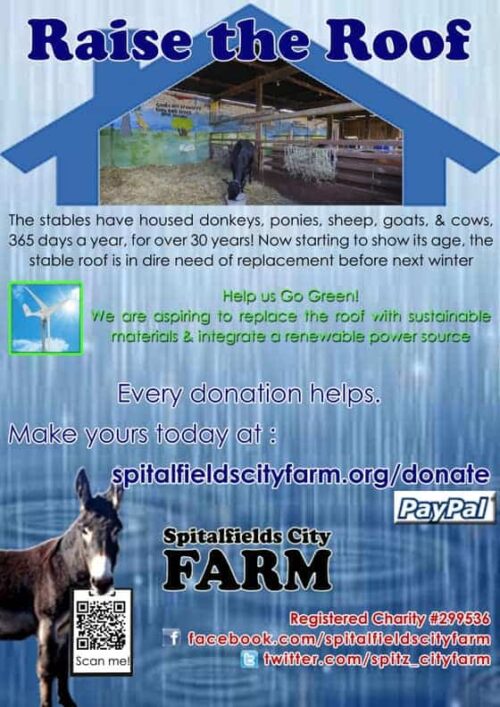 Raise the Roof
The stables have housed donkeys, ponies, sheep, goats, & cows,
365 days a year, for over 30 years! Now starting to show its age, the
stable roof is in dire need of replacement before next winter
Help us Go Green!
We are aspiring to replace the roof with sustainable
materials & integrate a renewable power source
Every donation helps.
Make yours today at :
spitalfieldscityfarm.org/donate
PayPal
Spitalfields City
FARM
Registered Charity #299536
f facebook.com/spitalfieldscityfarm
twitter.com/spitz_cityfarm
Scan me!